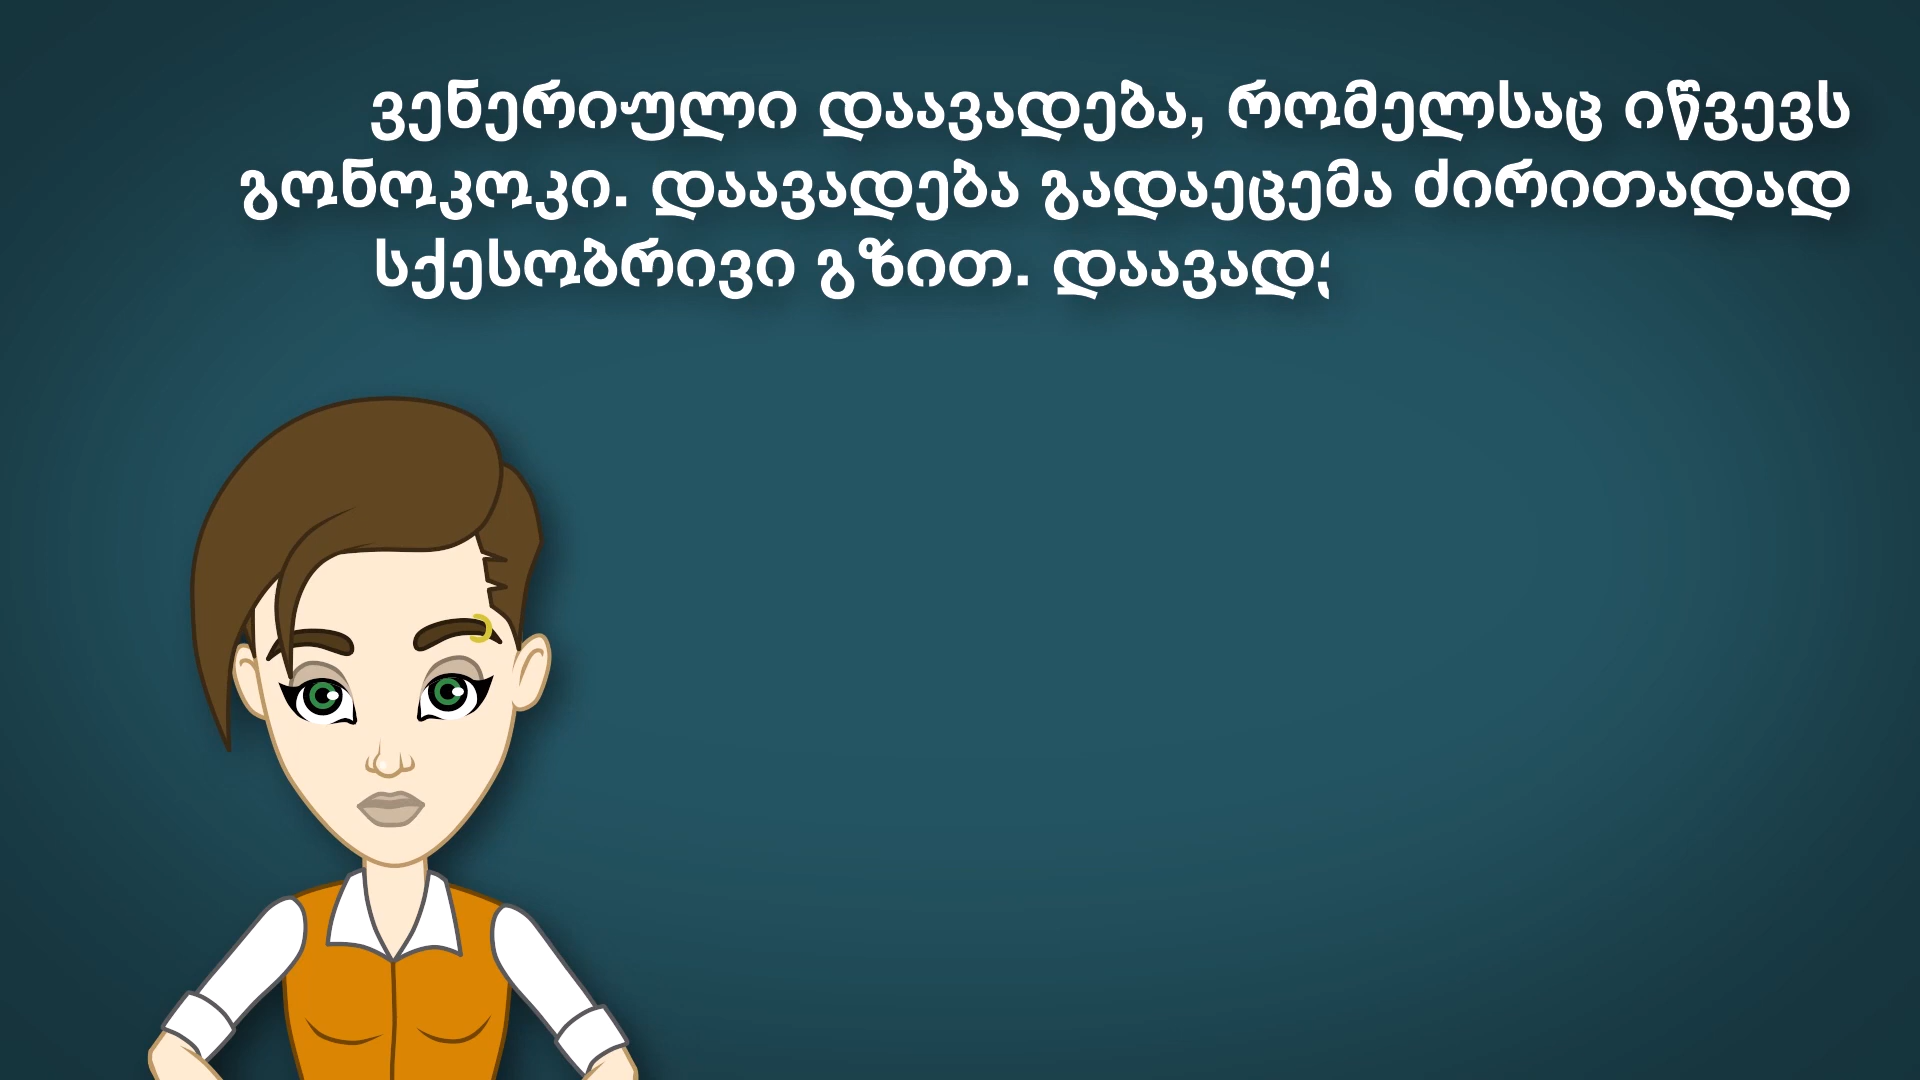 ვენერიული დაავადება, რომელსაც იწვევს
გონოკოკი. დაავადება გადაეცემა ძირითადად
სქესობრივი გზით.